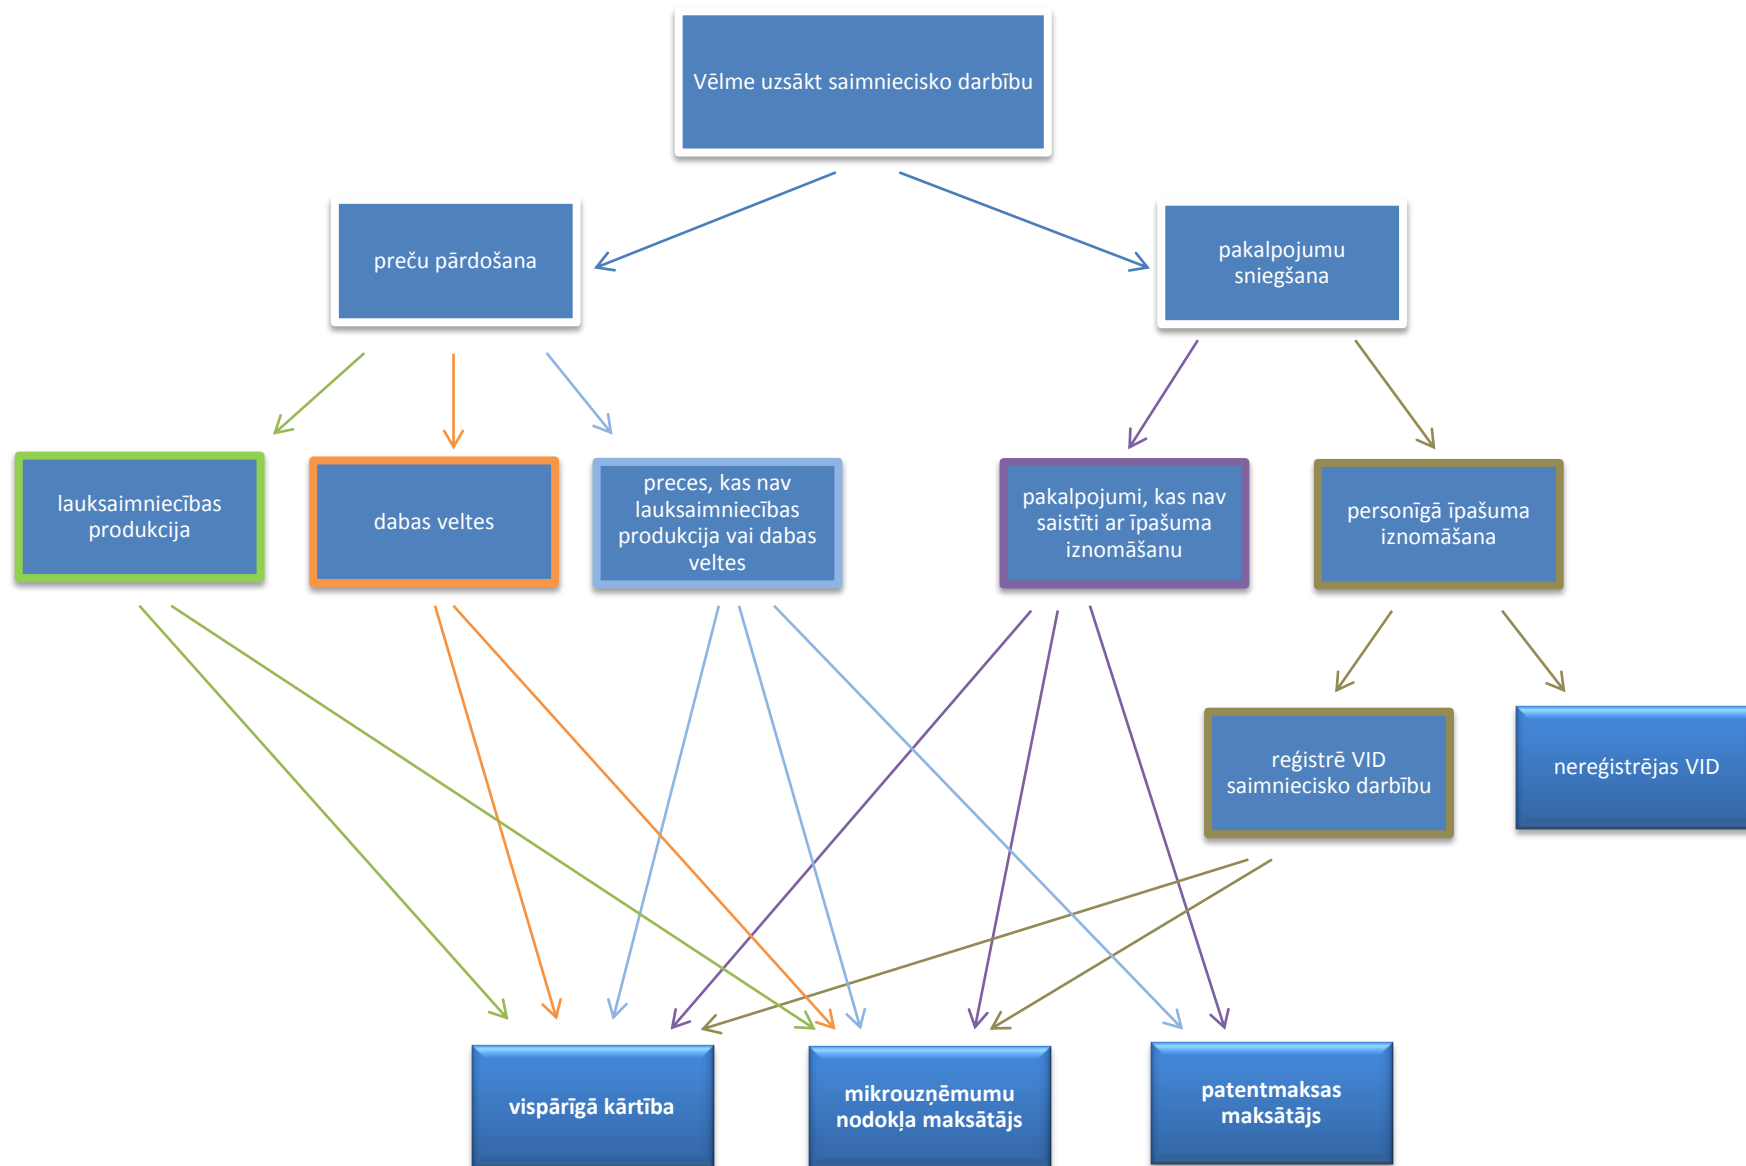 Vēlme uzsākt saimniecisko darbību
preču pārdošana
pakalpojumu
sniegšana
lauksaimniecības
produkcija
dabas veltes
preces, kas nav
lauksaimniecības
produkcija vai dabas
veltes
pakalpojumi, kas nav
saistīti ar īpašuma
iznomāšanu
personīgā īpašuma
iznomāšana
reģistrē VID
saimniecisko darbību
nereģistrējas VID
vispārīgā kārtība
mikrouzņēmumu
nodokļa maksātājs
patentmaksas
maksātājs